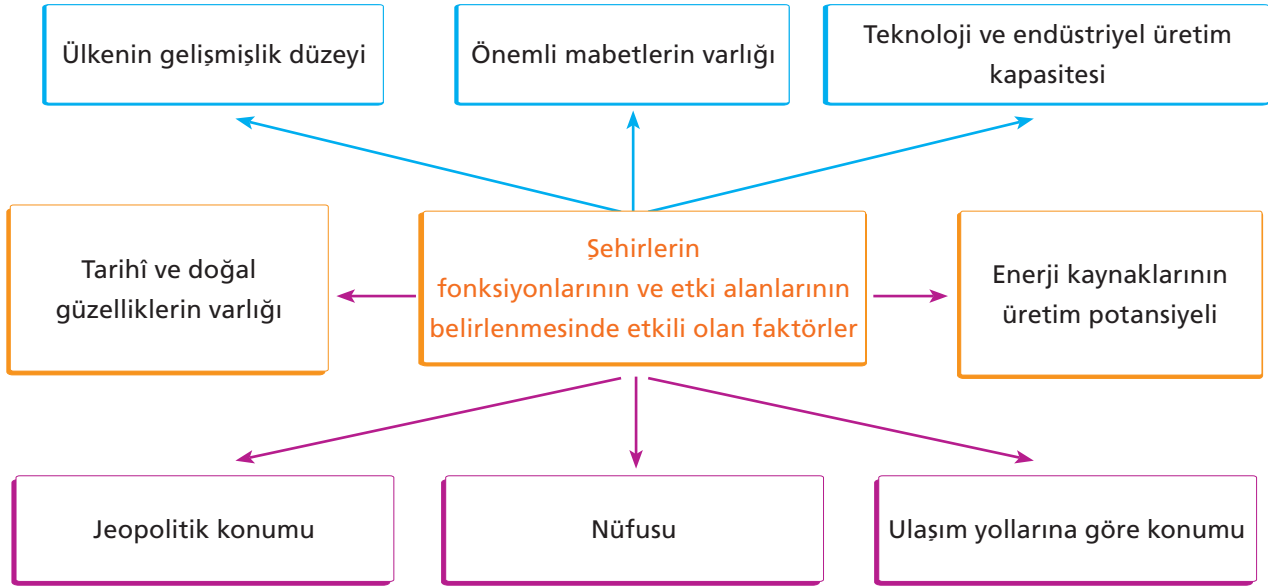 Ülkenin gelişmişlik düzeyi
Önemli mabetlerin varlığı
Teknoloji ve endüstriyel üretim
kapasitesi
Tarihî ve doğal
güzelliklerin varlığı
Şehirlerin
fonksiyonlarının ve etki alanlarının
belirlenmesinde etkili olan faktörler
Enerji kaynaklarının
üretim potansiyeli
Jeopolitik konumu
Nüfusu
Ulaşım yollarına göre konumu